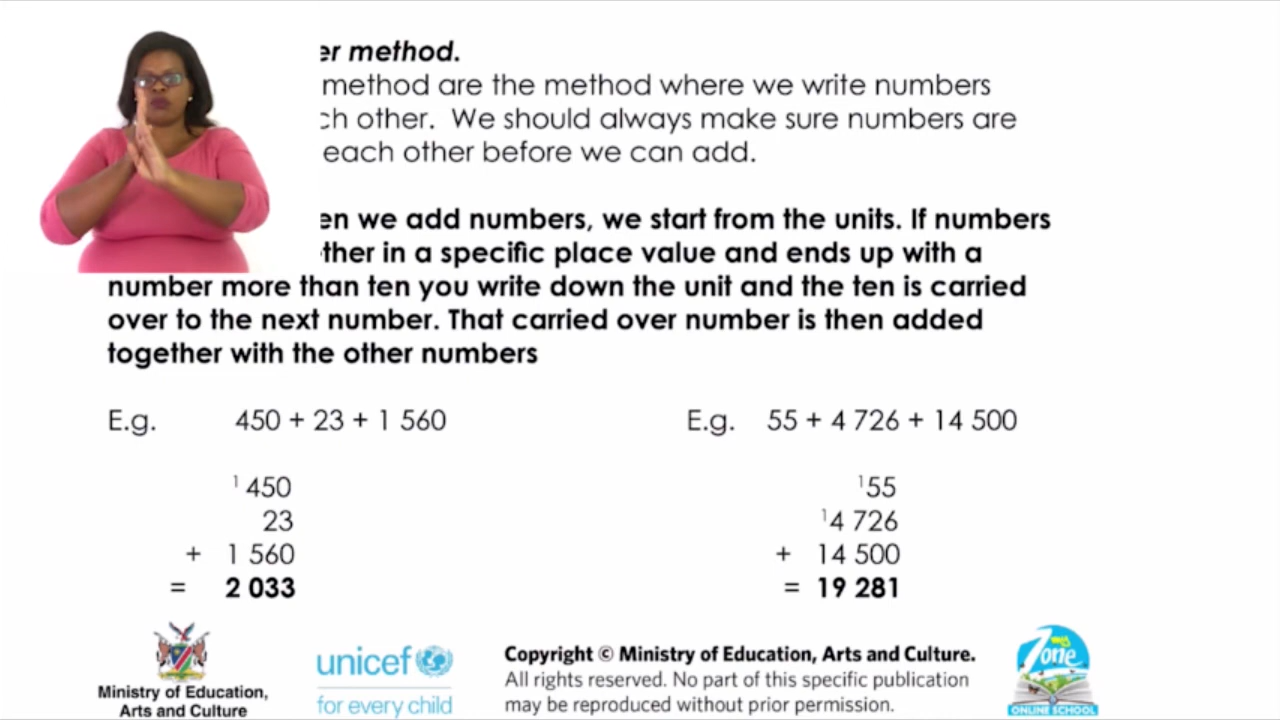 er method.
method are the method where we write numbers
ch other. We should always make sure numbers are
each other before we can add.
en we add numbers, we start from the units. If numbers
ther in a specific place value and ends up with a
number more than ten you write down the unit and the ten is carried
over to the next number. That carried over number is then added
together with the other numbers
E.g. 450 + 23 + 1 560
1 450
23
+ 1 560
= 2 033
E.g. 55 + 4 726 + 14 500
1 55
1 4 726
+ 14 500
= 19 281
Ministry of Education,
Arts and Culture
unicef
for every child
Copyright © Ministry of Education, Arts and Culture.
All rights reserved. No part of this specific publication
may be reproduced without prior permission.
my
Zone
ONLINE SCHOOL